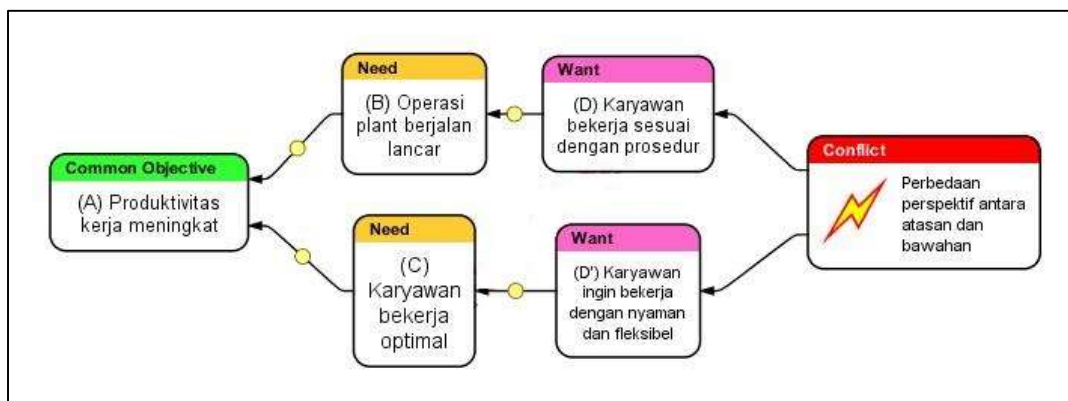 Common Objective
(A) Produktivitas
kerja meningkat
Need
(B) Operasi
plant berjalan
lancar
Want
(D) Karyawan
bekerja sesuai
dengan prosedur
Need
(C)
Karyawan
bekerja
optimal
Want
(D') Karyawan
ingin bekerja
dengan nyaman
dan fleksibel
Conflict
Perbedaan
perspektif antara
atasan dan
bawahan